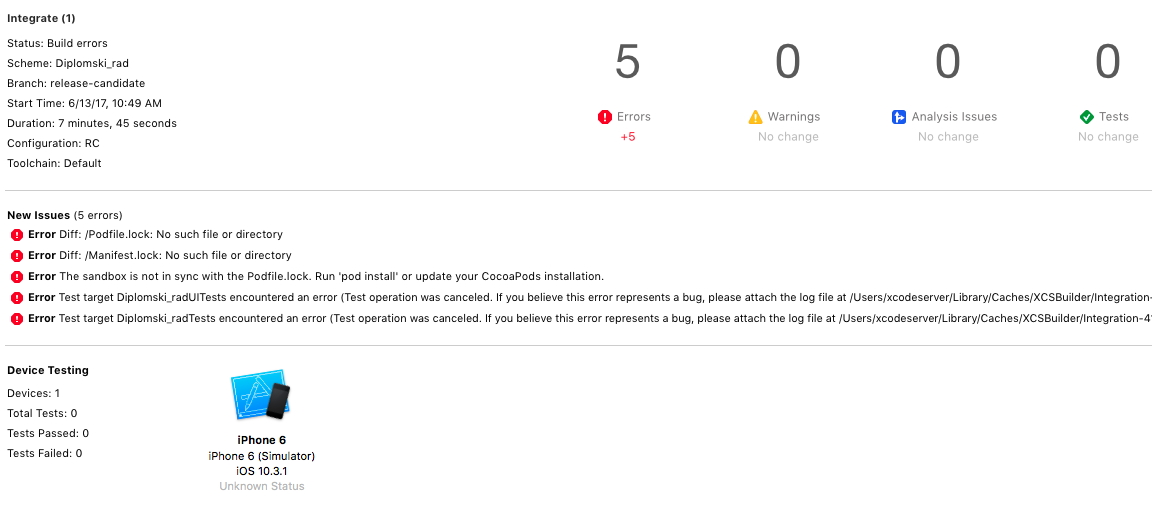 Integrate (1)
Status: Build errors
Scheme: Diplomski_rad
Branch: release-candidate
Start Time: 6/13/17, 10:49 AM
Duration: 7 minutes, 45 seconds
Configuration: RC
Toolchain: Default
5 0 0 0
Errors Warnings Analysis Issues Tests
+5 No change No change No change
New Issues (5 errors)
Error Diff: /Podfile.lock: No such file or directory
Error Diff: /Manifest.lock: No such file or directory
Error The sandbox is not in sync with the Podfile.lock. Run 'pod install' or update your CocoaPods installation.
Error Test target Diplomski_radUITests encountered an error (Test operation was canceled. If you believe this error represents a bug, please attach the log file at /Users/xcodeserver/Library/Caches/XCSBuilder/Integration-
Error Test target Diplomski_radTests encountered an error (Test operation was canceled. If you believe this error represents a bug, please attach the log file at /Users/xcodeserver/Library/Caches/XCSBuilder/Integration-4
Device Testing
Devices: 1
Total Tests: 0
Tests Passed: 0
Tests Failed: 0
iPhone 6
iPhone 6 (Simulator)
iOS 10.3.1
Unknown Status